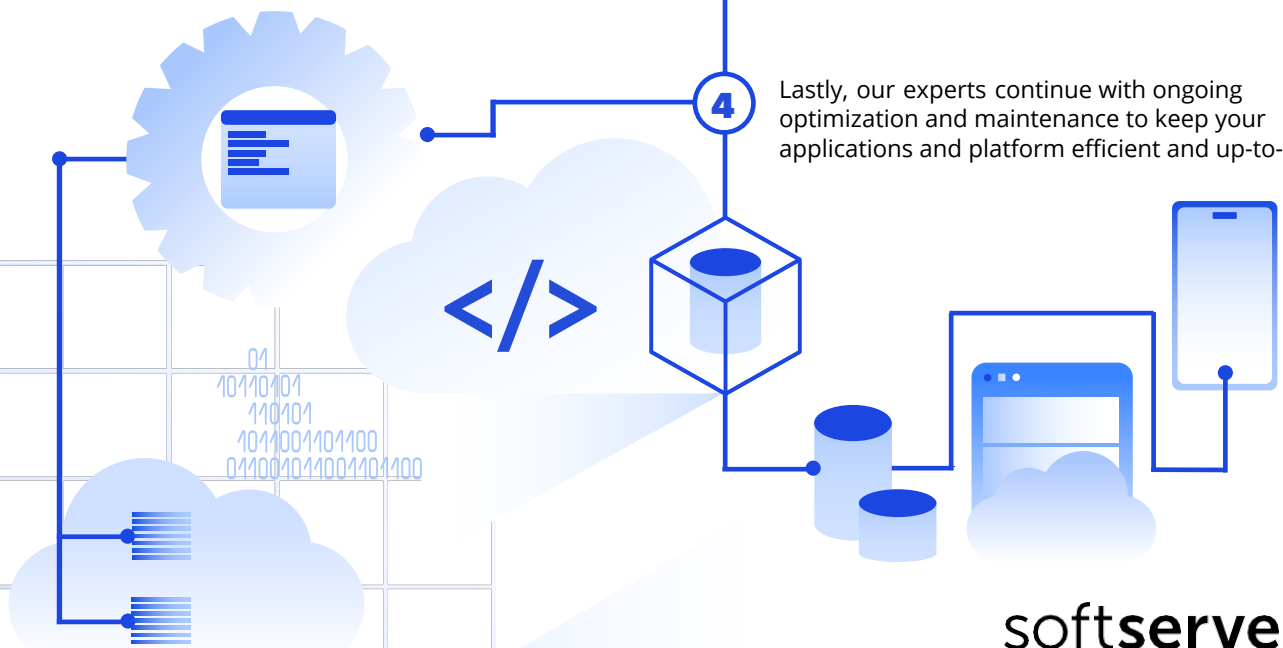 4
Lastly, our experts continue with ongoing
optimization and maintenance to keep your
applications and platform efficient and up-to-
</>
01
10110101
110101
1011001101100
011001011001101100
softserve